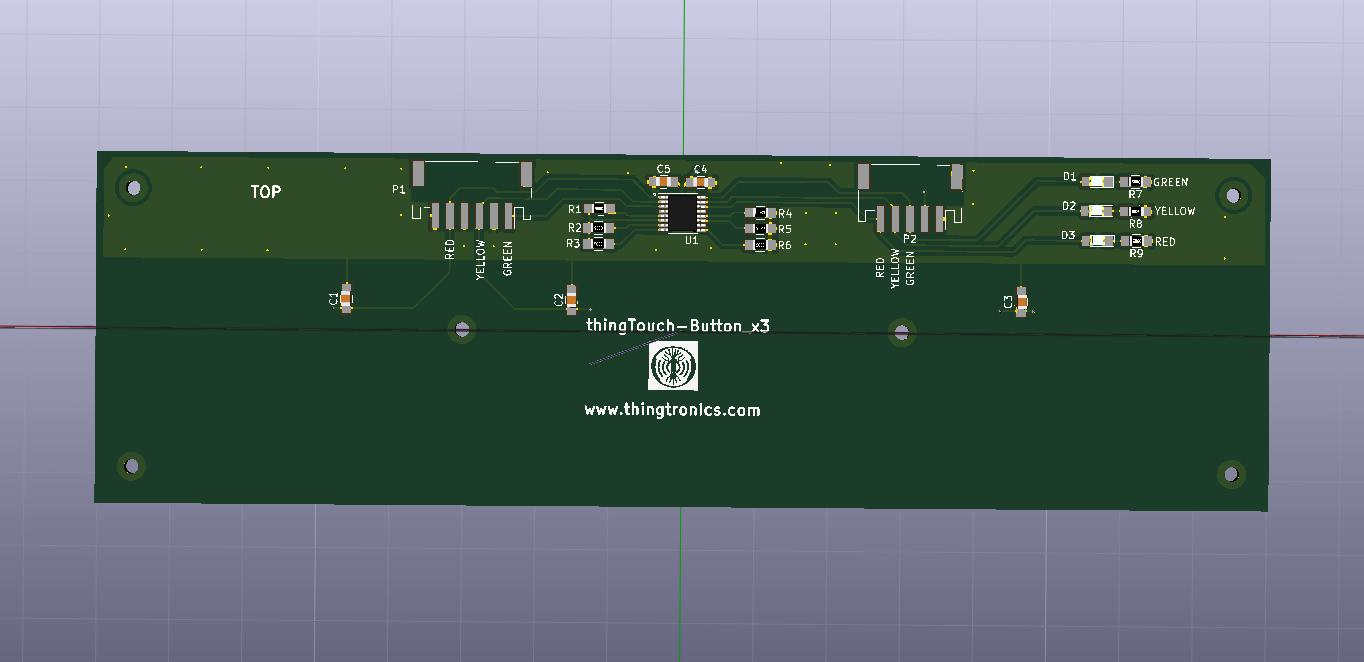 TOP
P1
C5
C4
D1
GREEN
R7
R1
R4
D2
YELLOW
R8
R2
R5
D3
RED
R9
R3
R6
U1
P2
RED
YELLOW
GREEN
RED
YELLOW
GREEN
C1
C2
C3
thingTouch-Button_x3
www.thingtronics.com